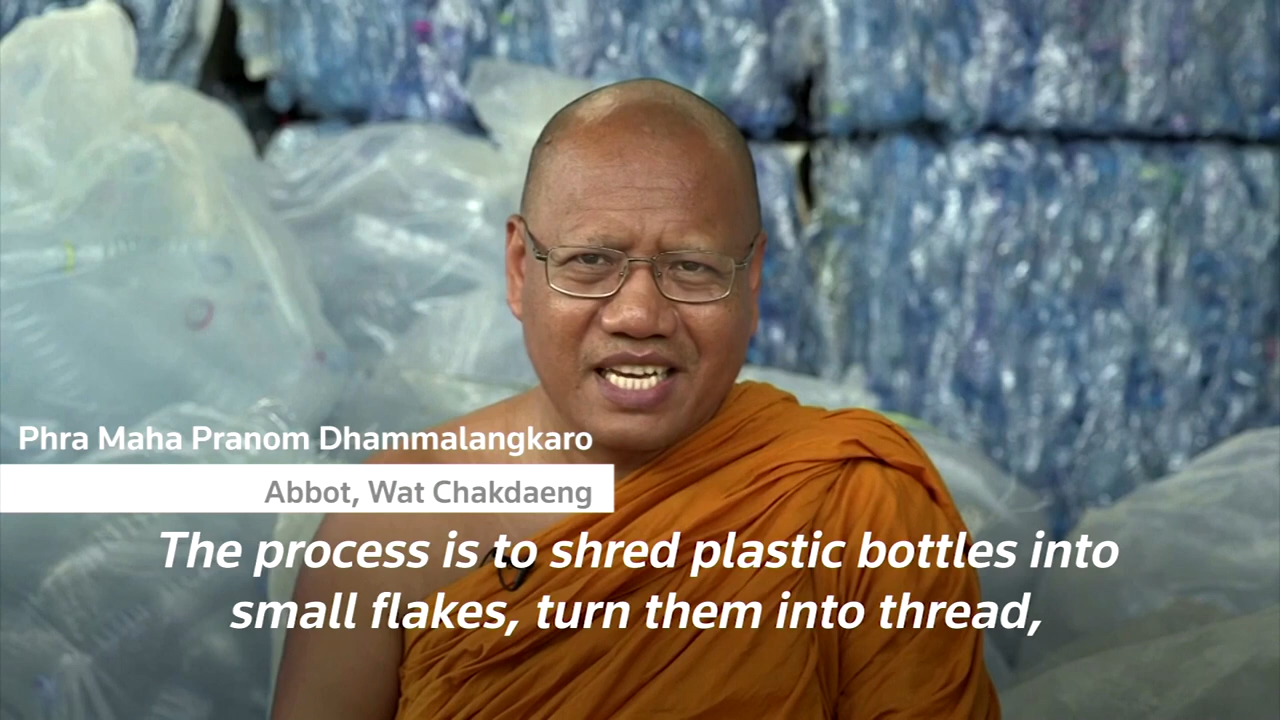 Phra Maha Pranom Dhammalangkaro
Abbot, Wat Chakdaeng
The process is to shred plastic bottles into
small flakes, turn them into thread,